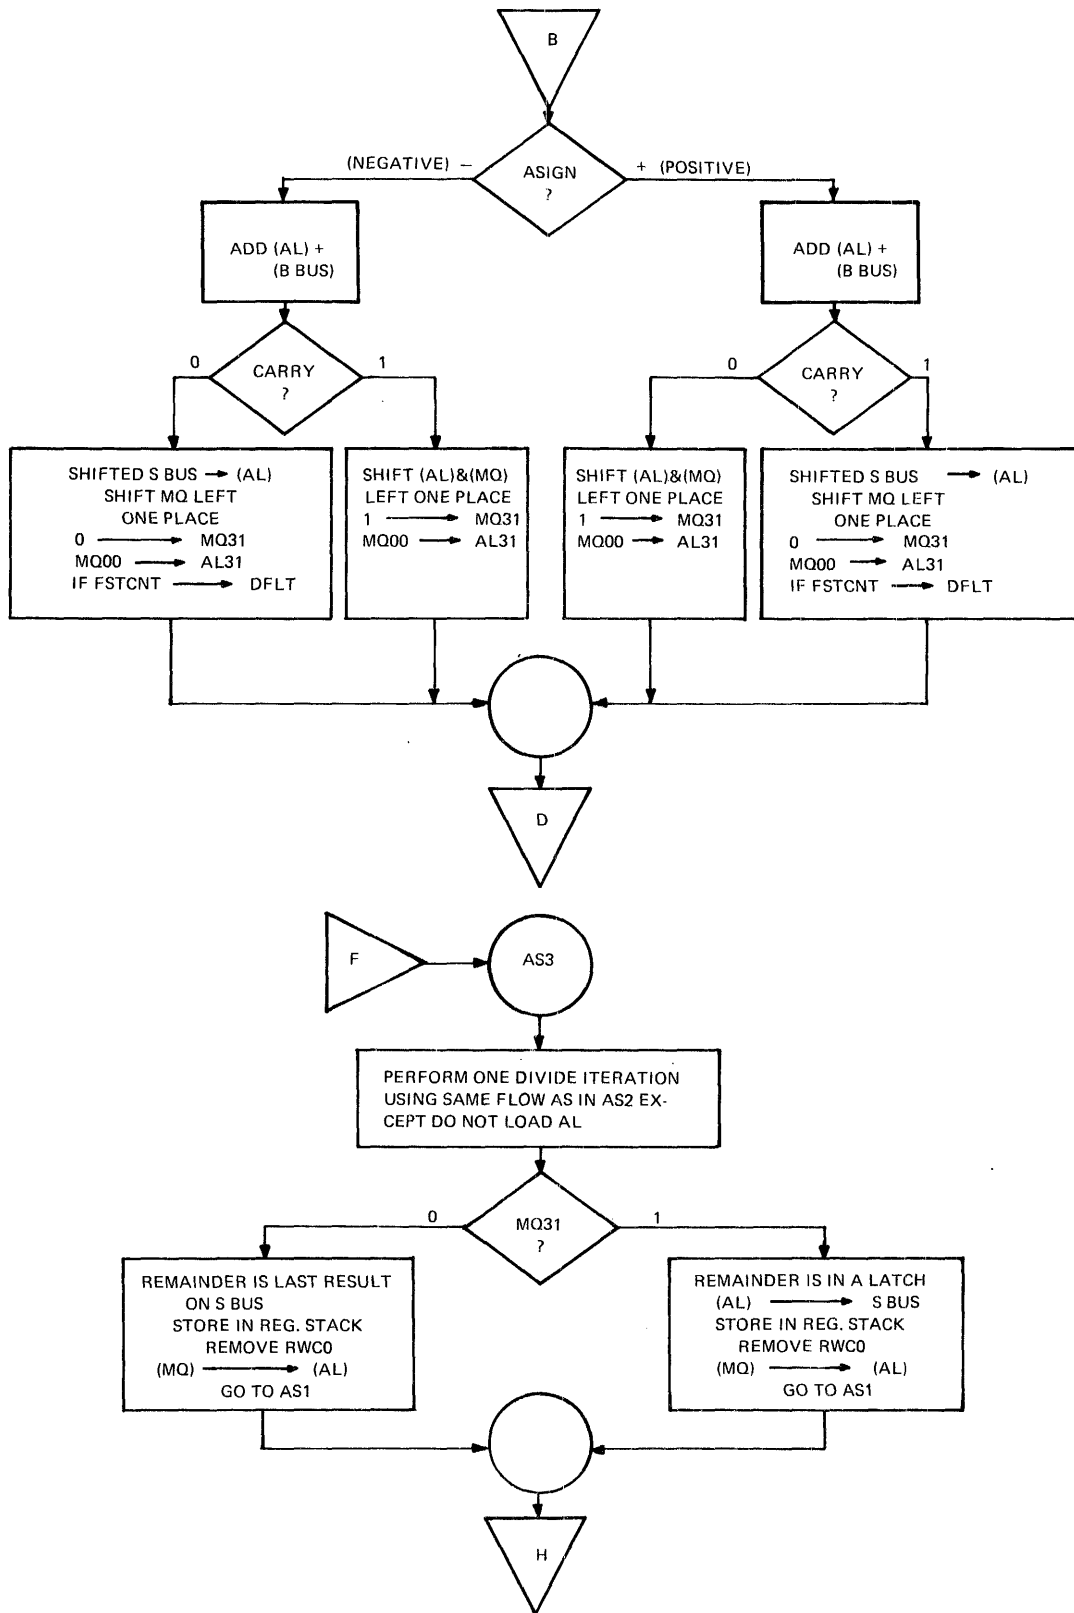 B
(NEGATIVE) −
ASIGN
?
+ (POSITIVE)
ADD (AL) +
(B BUS)
ADD (AL) +
(B BUS)
0
CARRY
?
1
0
CARRY
?
1
SHIFTED S BUS → (AL)
SHIFT MQ LEFT
ONE PLACE
0 → MQ31
MQ00 → AL31
IF FSTCNT → DFLT
SHIFT (AL)&(MQ)
LEFT ONE PLACE
1 → MQ31
MQ00 → AL31
SHIFT (AL)&(MQ)
LEFT ONE PLACE
1 → MQ31
MQ00 → AL31
SHIFTED S BUS → (AL)
SHIFT MQ LEFT
ONE PLACE
0 → MQ31
MQ00 → AL31
IF FSTCNT → DFLT
D
F
AS3
PERFORM ONE DIVIDE ITERATION
USING SAME FLOW AS IN AS2 EX-
CEPT DO NOT LOAD AL
0
MQ31
?
1
REMAINDER IS LAST RESULT
ON S BUS
STORE IN REG. STACK
REMOVE RWC0
(MQ) → (AL)
GO TO AS1
REMAINDER IS IN A LATCH
(AL) → S BUS
STORE IN REG. STACK
REMOVE RWC0
(MQ) → (AL)
GO TO AS1
H